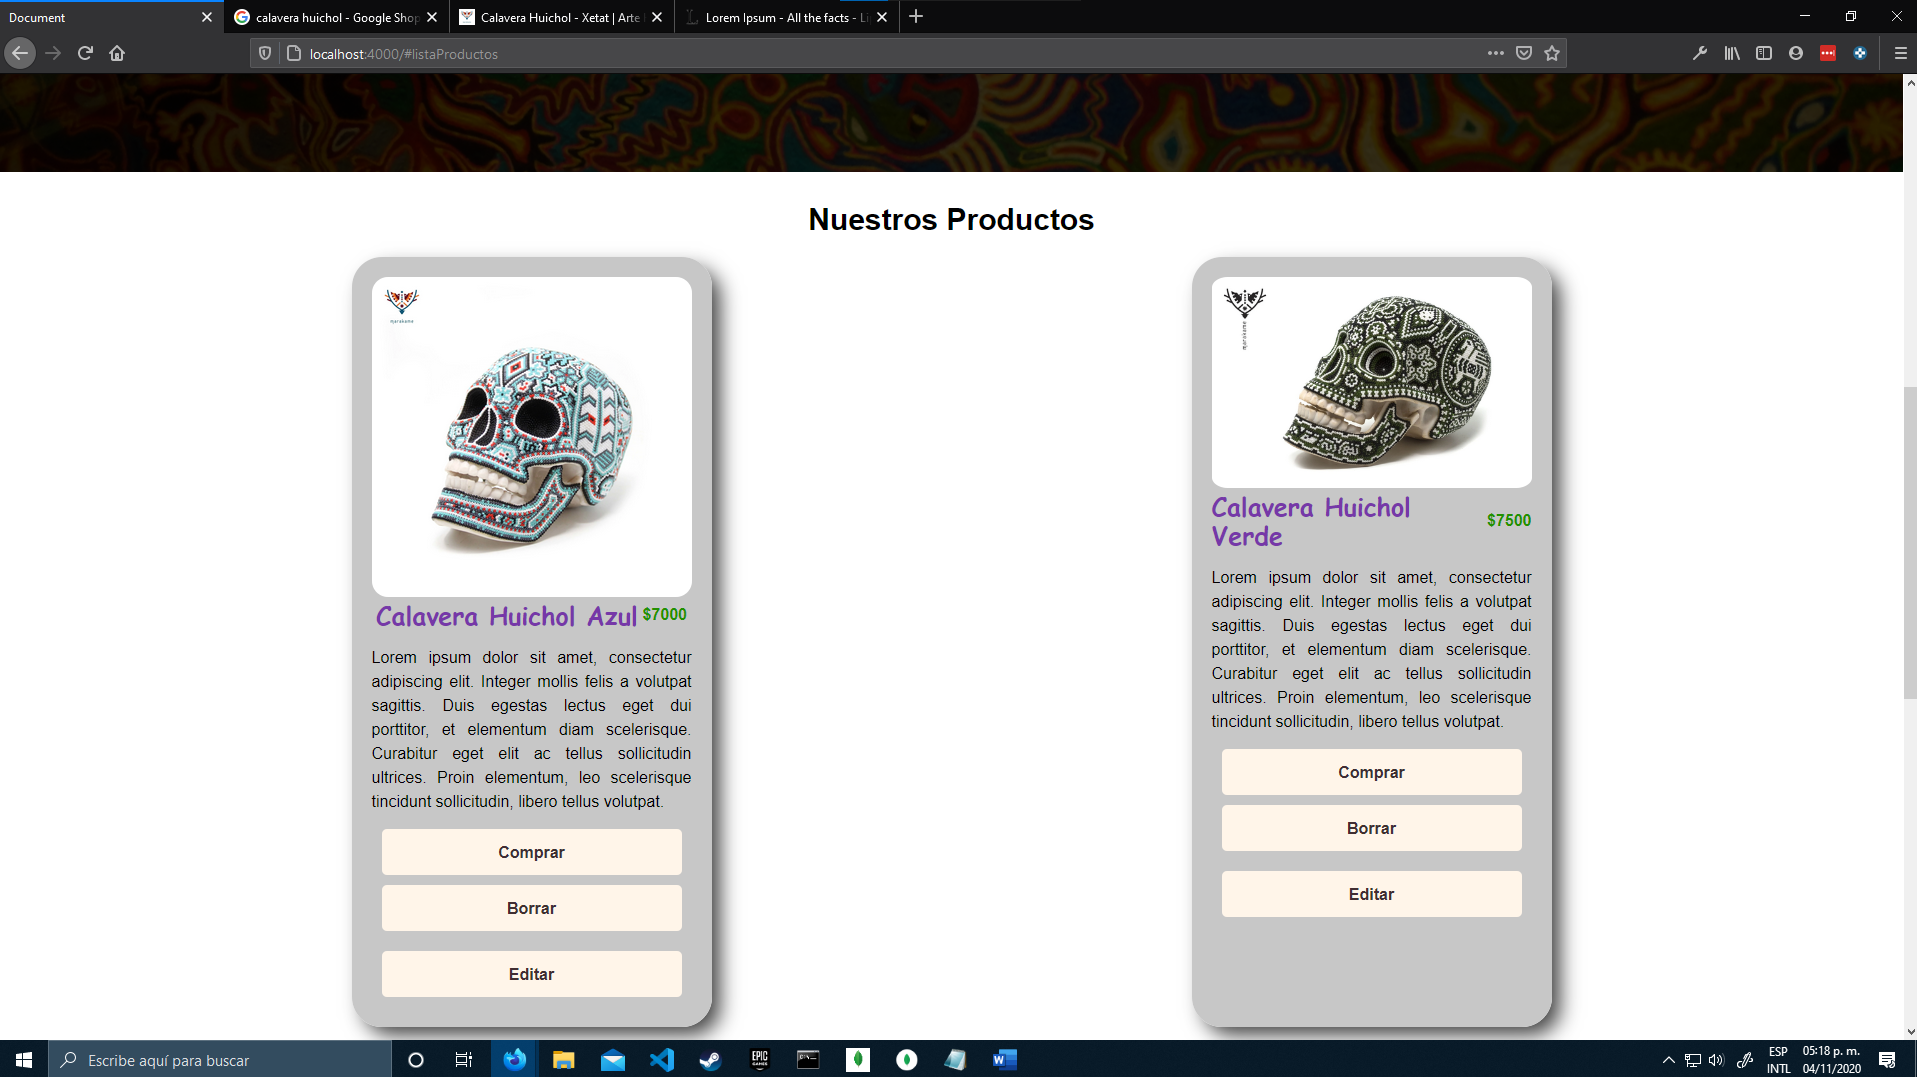 Document
calavera huichol - Google Shop
Calavera Huichol - Xetat | Arte
Lorem Ipsum - All the facts - Li
localhost:4000/#listaProductos
Nuestros Productos
marakame
Calavera Huichol Azul $7000
Lorem ipsum dolor sit amet, consectetur
adipiscing elit. Integer mollis felis a volutpat
sagittis. Duis egestas lectus eget dui
porttitor, et elementum diam scelerisque.
Curabitur eget elit ac tellus sollicitudin
ultrices. Proin elementum, leo scelerisque
tincidunt sollicitudin, libero tellus volutpat.
Comprar
Borrar
Editar
marakame
Calavera Huichol
Verde
$7500
Lorem ipsum dolor sit amet, consectetur
adipiscing elit. Integer mollis felis a volutpat
sagittis. Duis egestas lectus eget dui
porttitor, et elementum diam scelerisque.
Curabitur eget elit ac tellus sollicitudin
ultrices. Proin elementum, leo scelerisque
tincidunt sollicitudin, libero tellus volutpat.
Comprar
Borrar
Editar
Escribe aquí para buscar
EPIC
GAMES
ESP
INTL
05:18 p. m.
04/11/2020